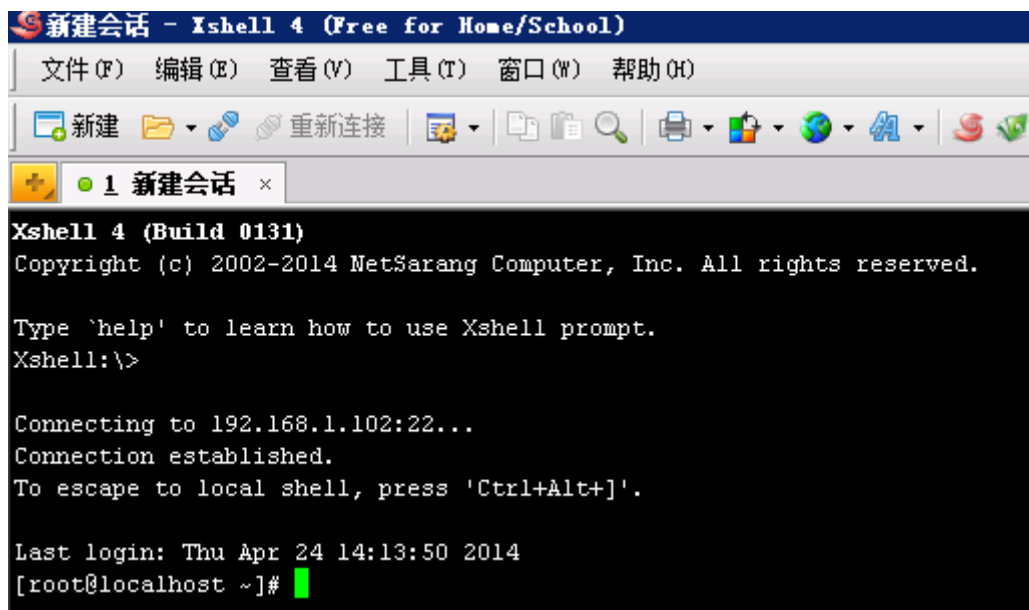 新建会话 - Xshell 4 (Free for Home/School)
文件(F) 编辑(E) 查看(V) 工具(T) 窗口(W) 帮助(H)
新建 重新连接
1 新建会话 ×
Xshell 4 (Build 0131)
Copyright (c) 2002-2014 NetSarang Computer, Inc. All rights reserved.
Type `help' to learn how to use Xshell prompt.
Xshell:\>
Connecting to 192.168.1.102:22...
Connection established.
To escape to local shell, press 'Ctrl+Alt+]'.
Last login: Thu Apr 24 14:13:50 2014
[root@localhost ~]#